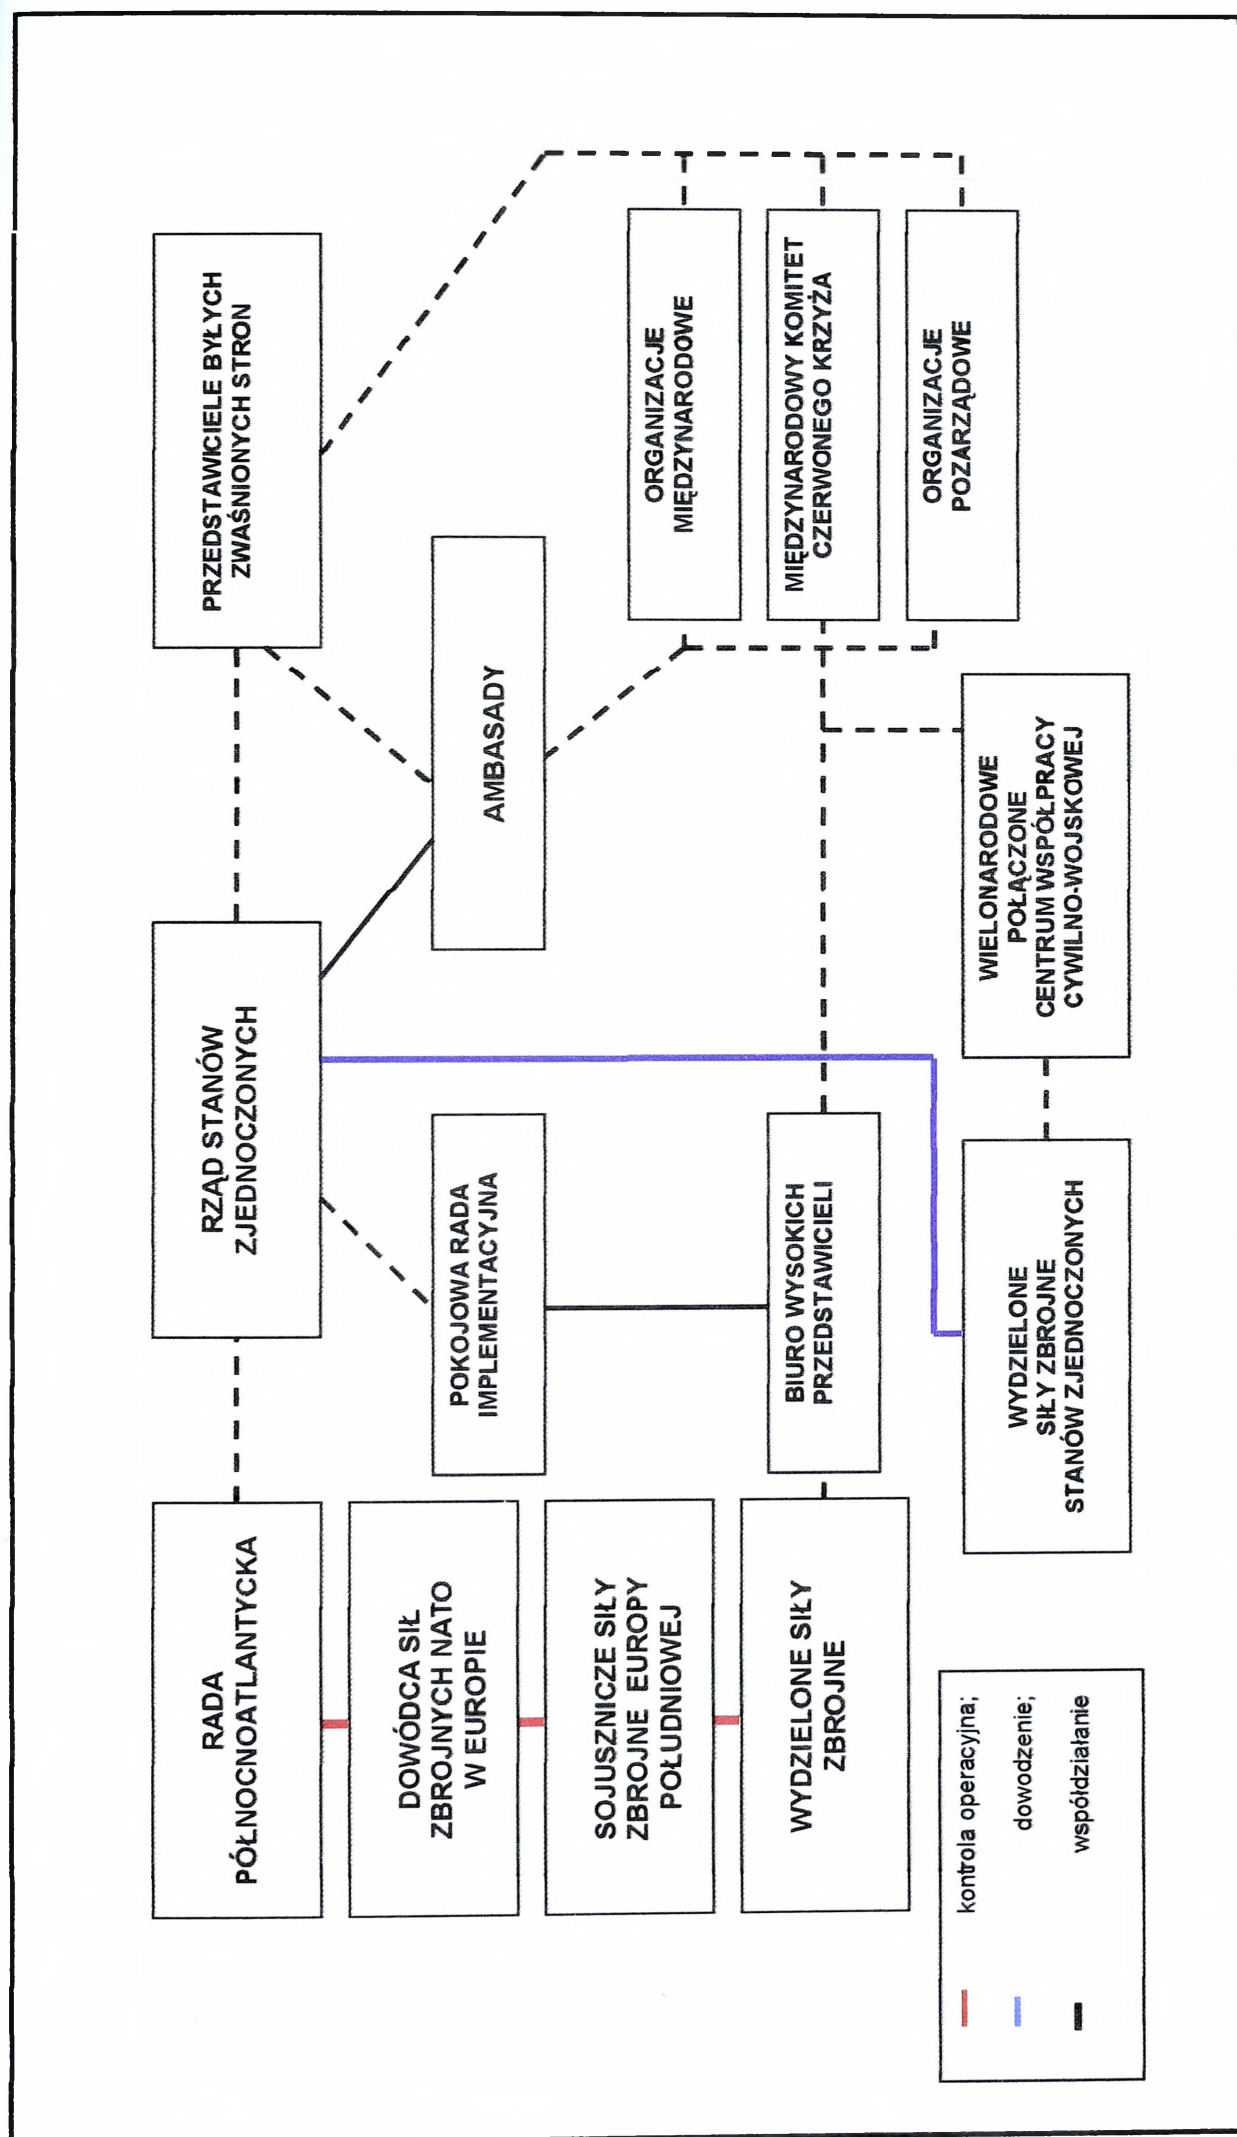 RADA
PÓŁNOCNOATLANTYCKA
RZĄD STANÓW
ZJEDNOCZONYCH
PRZEDSTAWICIELE BYŁYCH
ZWAŚNIONYCH STRON
DOWÓDCA SIŁ
ZBROJNYCH NATO
W EUROPIE
POKOJOWA RADA
IMPLEMENTACYJNA
AMBASADY
SOJUSZNICZE SIŁY
ZBROJNE EUROPY
POŁUDNIOWEJ
ORGANIZACJE
MIĘDZYNARODOWE
WYDZIELONE SIŁY
ZBROJNE
BIURO WYSOKICH
PRZEDSTAWICIELI
MIĘDZYNARODOWY KOMITET
CZERWONEGO KRZYŻA
ORGANIZACJE
POZARZĄDOWE
WYDZIELONE
SIŁY ZBROJNE
STANÓW ZJEDNOCZONYCH
WIELONARODOWE
POŁĄCZONE
CENTRUM WSPÓŁPRACY
CYWILNO-WOJSKOWEJ
kontrola operacyjna;
dowodzenie;
współdziałanie